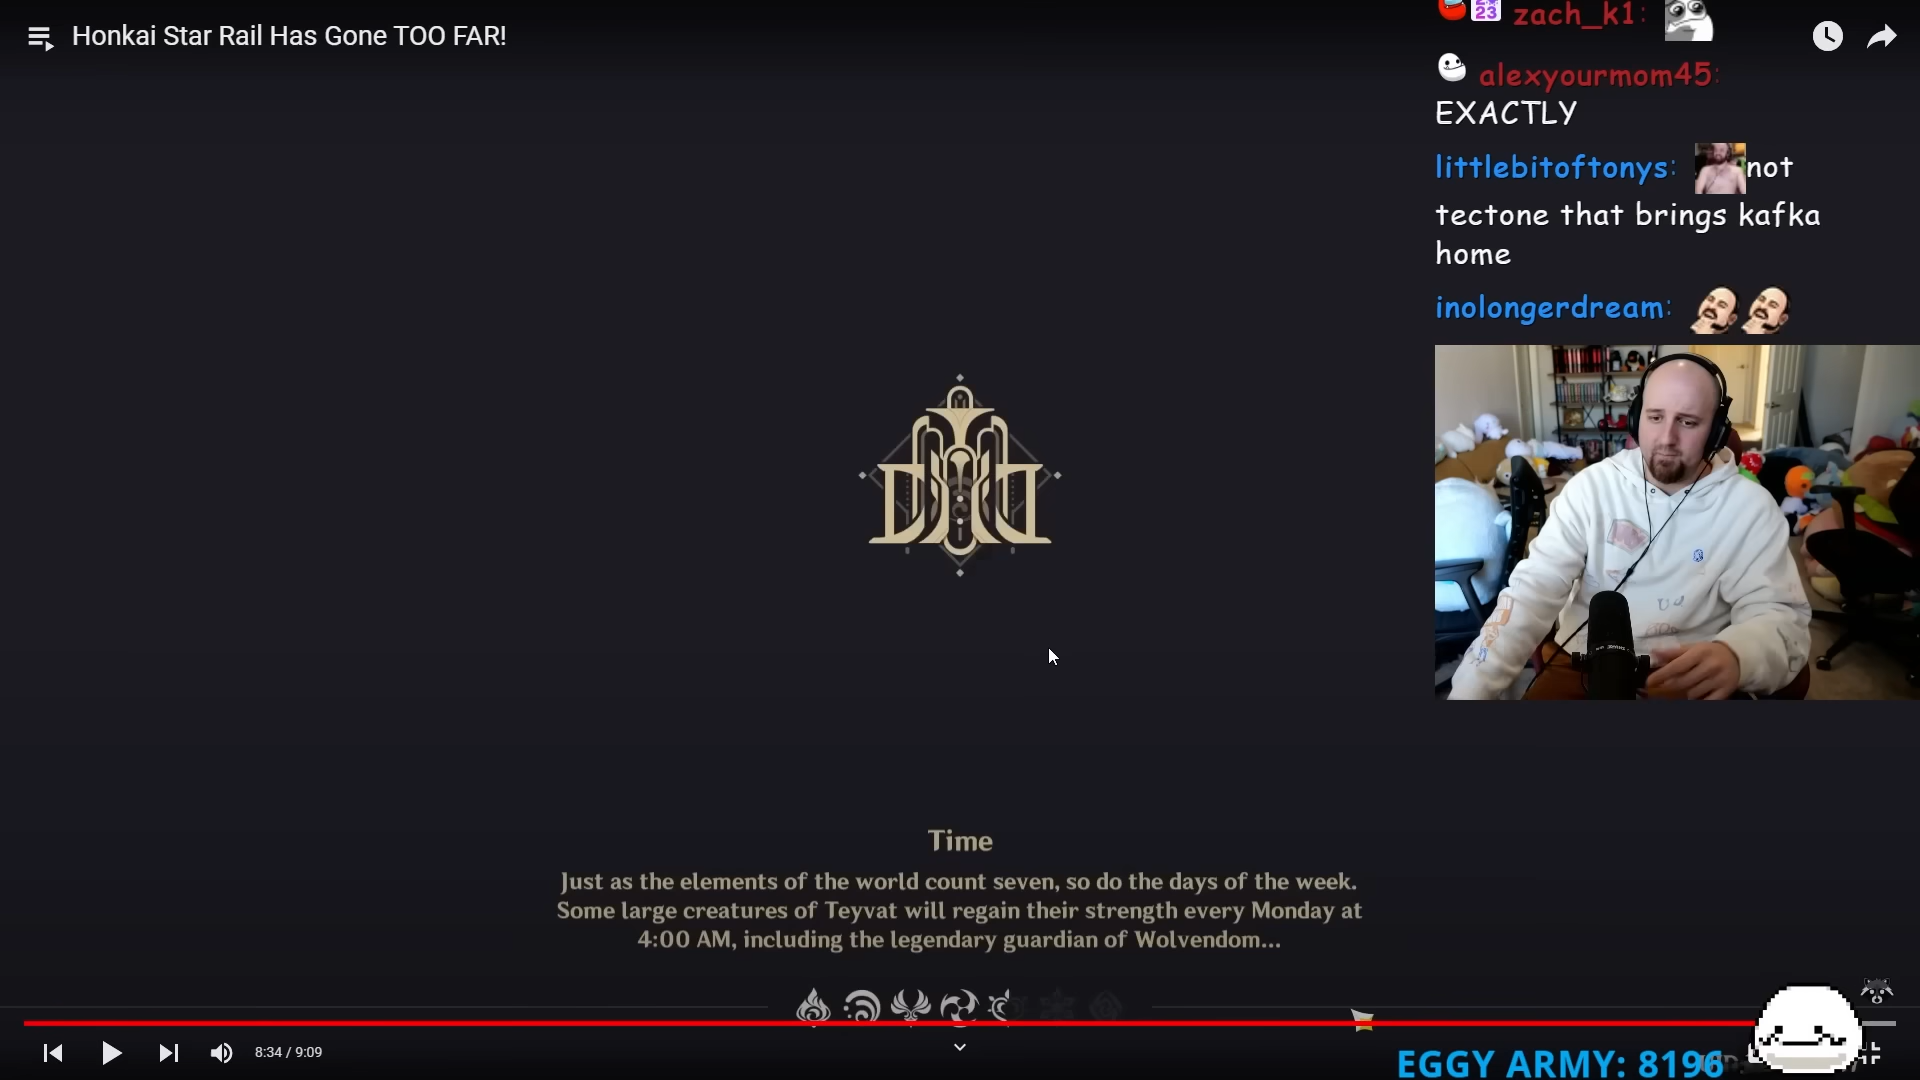 Honkai Star Rail Has Gone TOO FAR!
23
zach_k1:
alexyourmom45:
EXACTLY
littlebitoftonys: not
tectone that brings kafka
home
inolongerdream:
Time
Just as the elements of the world count seven, so do the days of the week.
Some large creatures of Teyvat will regain their strength every Monday at
4:00 AM, including the legendary guardian of Wolvendom...
8:34 / 9:09
EGGY ARMY: 8196